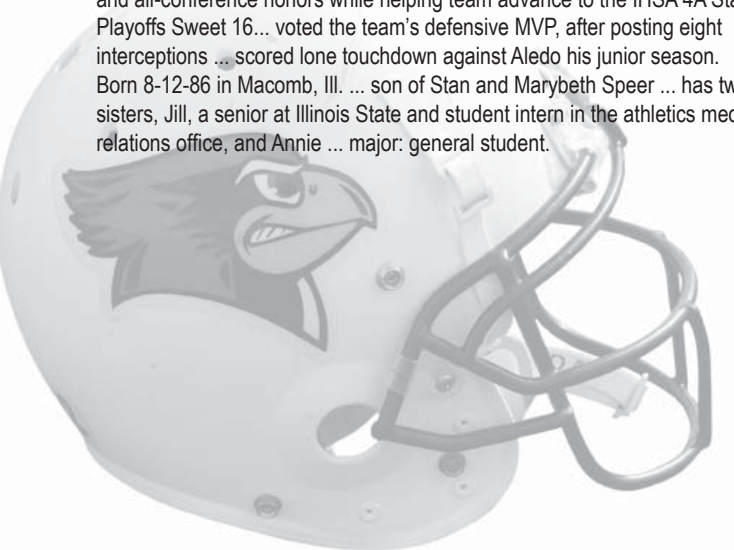 and all-conference honors while helping team advance to the IHSA 4A
Playoffs Sweet 16... voted the team's defensive MVP, after posting eight
interceptions ... scored lone touchdown against Aledo his junior season.
Born 8-12-86 in Macomb, Ill. ... son of Stan and Marybeth Speer ... has
sisters, Jill, a senior at Illinois State and student intern in the athletics
relations office, and Annie ... major: general student.